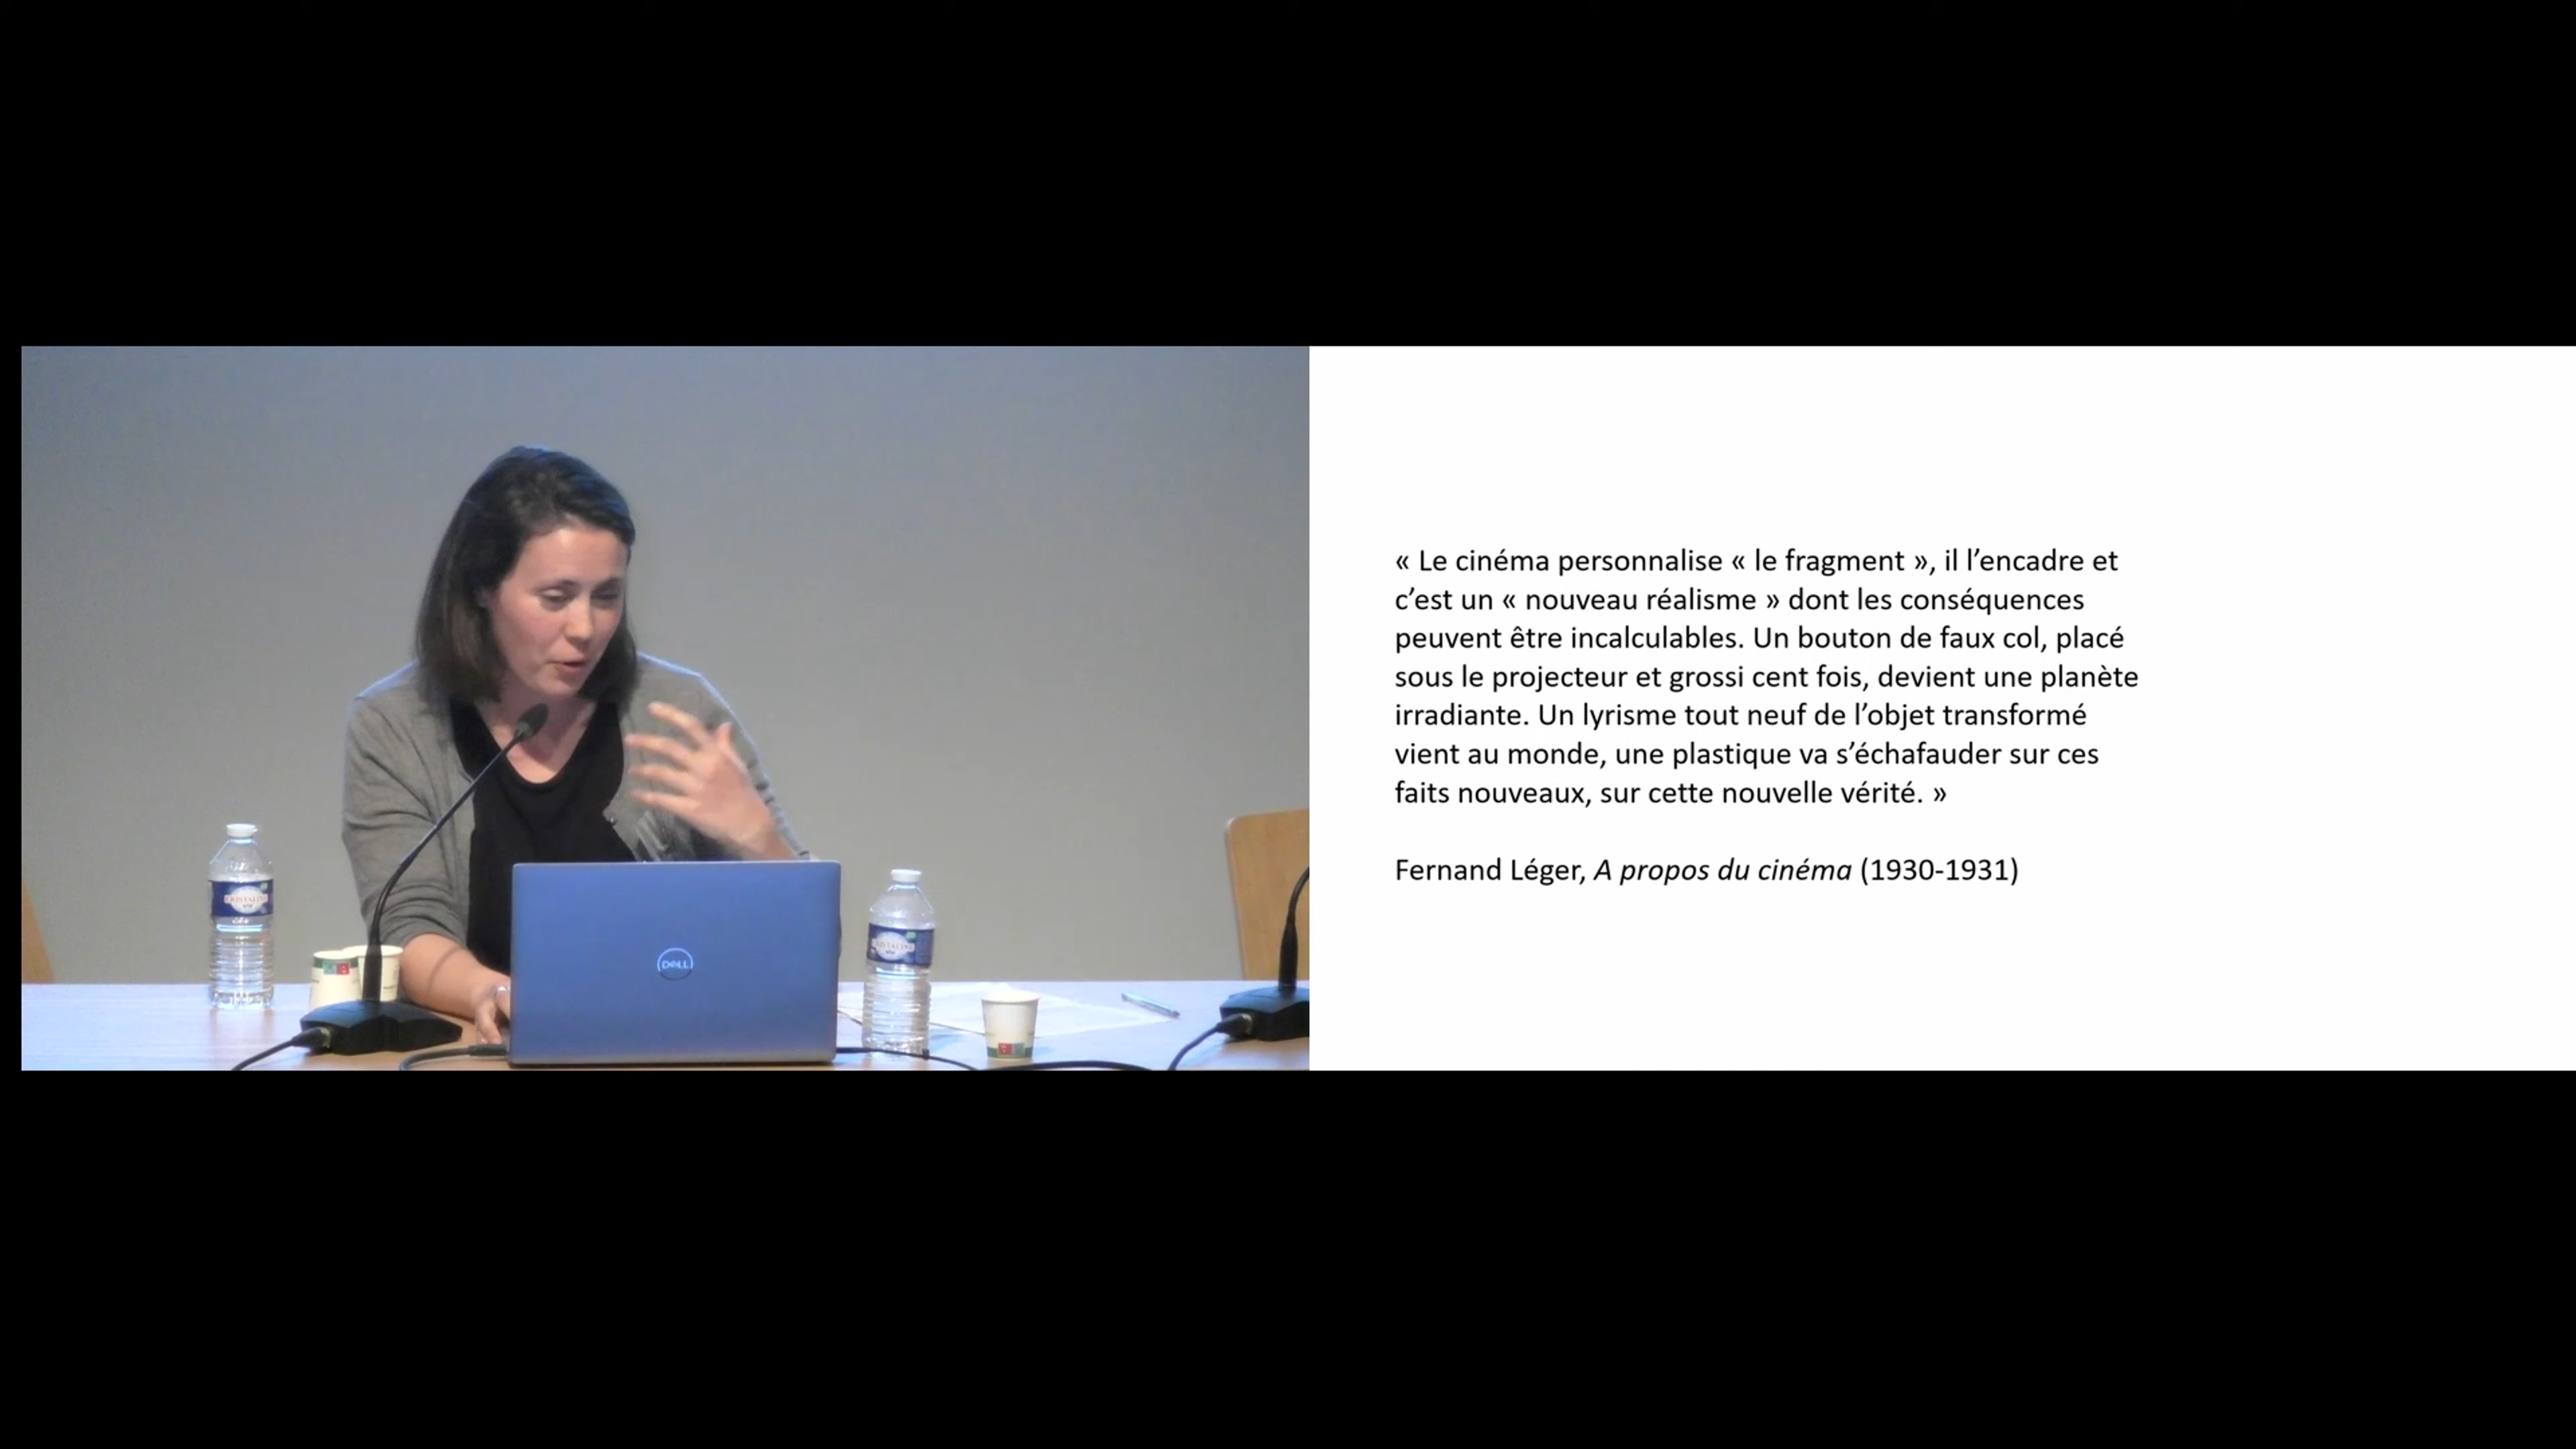 « Le cinéma personnalise « le fragment », il l’encadre et
c’est un « nouveau réalisme » dont les conséquences
peuvent être incalculables. Un bouton de faux col, placé
sous le projecteur et grossi cent fois, devient une planète
irradiante. Un lyrisme tout neuf de l’objet transformé
vient au monde, une plastique va s’échafauder sur ces
faits nouveaux, sur cette nouvelle vérité. »
Fernand Léger, A propos du cinéma (1930-1931)
DELL